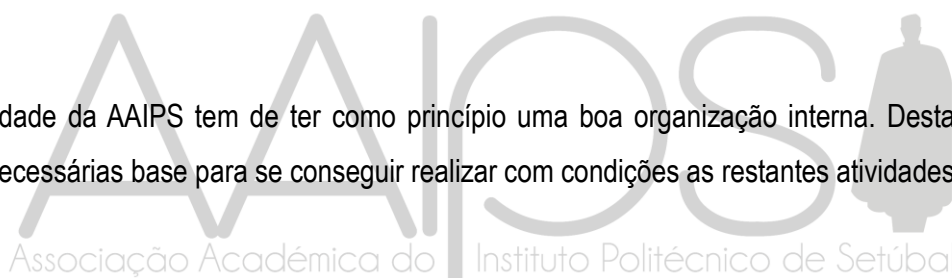 AAIPS
dade da AAIPS tem de ter como princípio uma boa organização interna. Desta
ecessárias base para se conseguir realizar com condições as restantes atividades
Associação Académica do Instituto Politécnico de Setúba